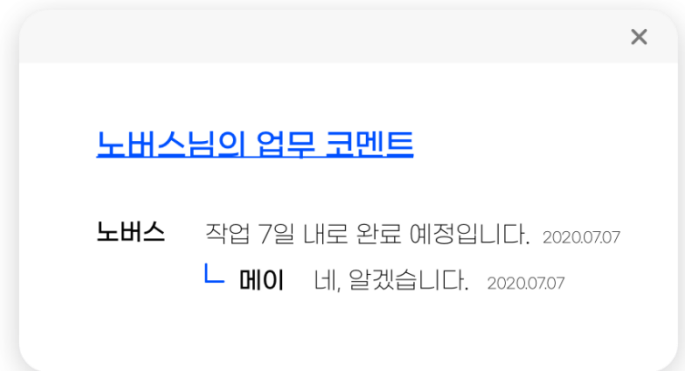 노버스님의 업무 코멘트
노버스 작업 7일 내로 완료 예정입니다. 2020.07.07
메이 네, 알겠습니다. 2020.07.07